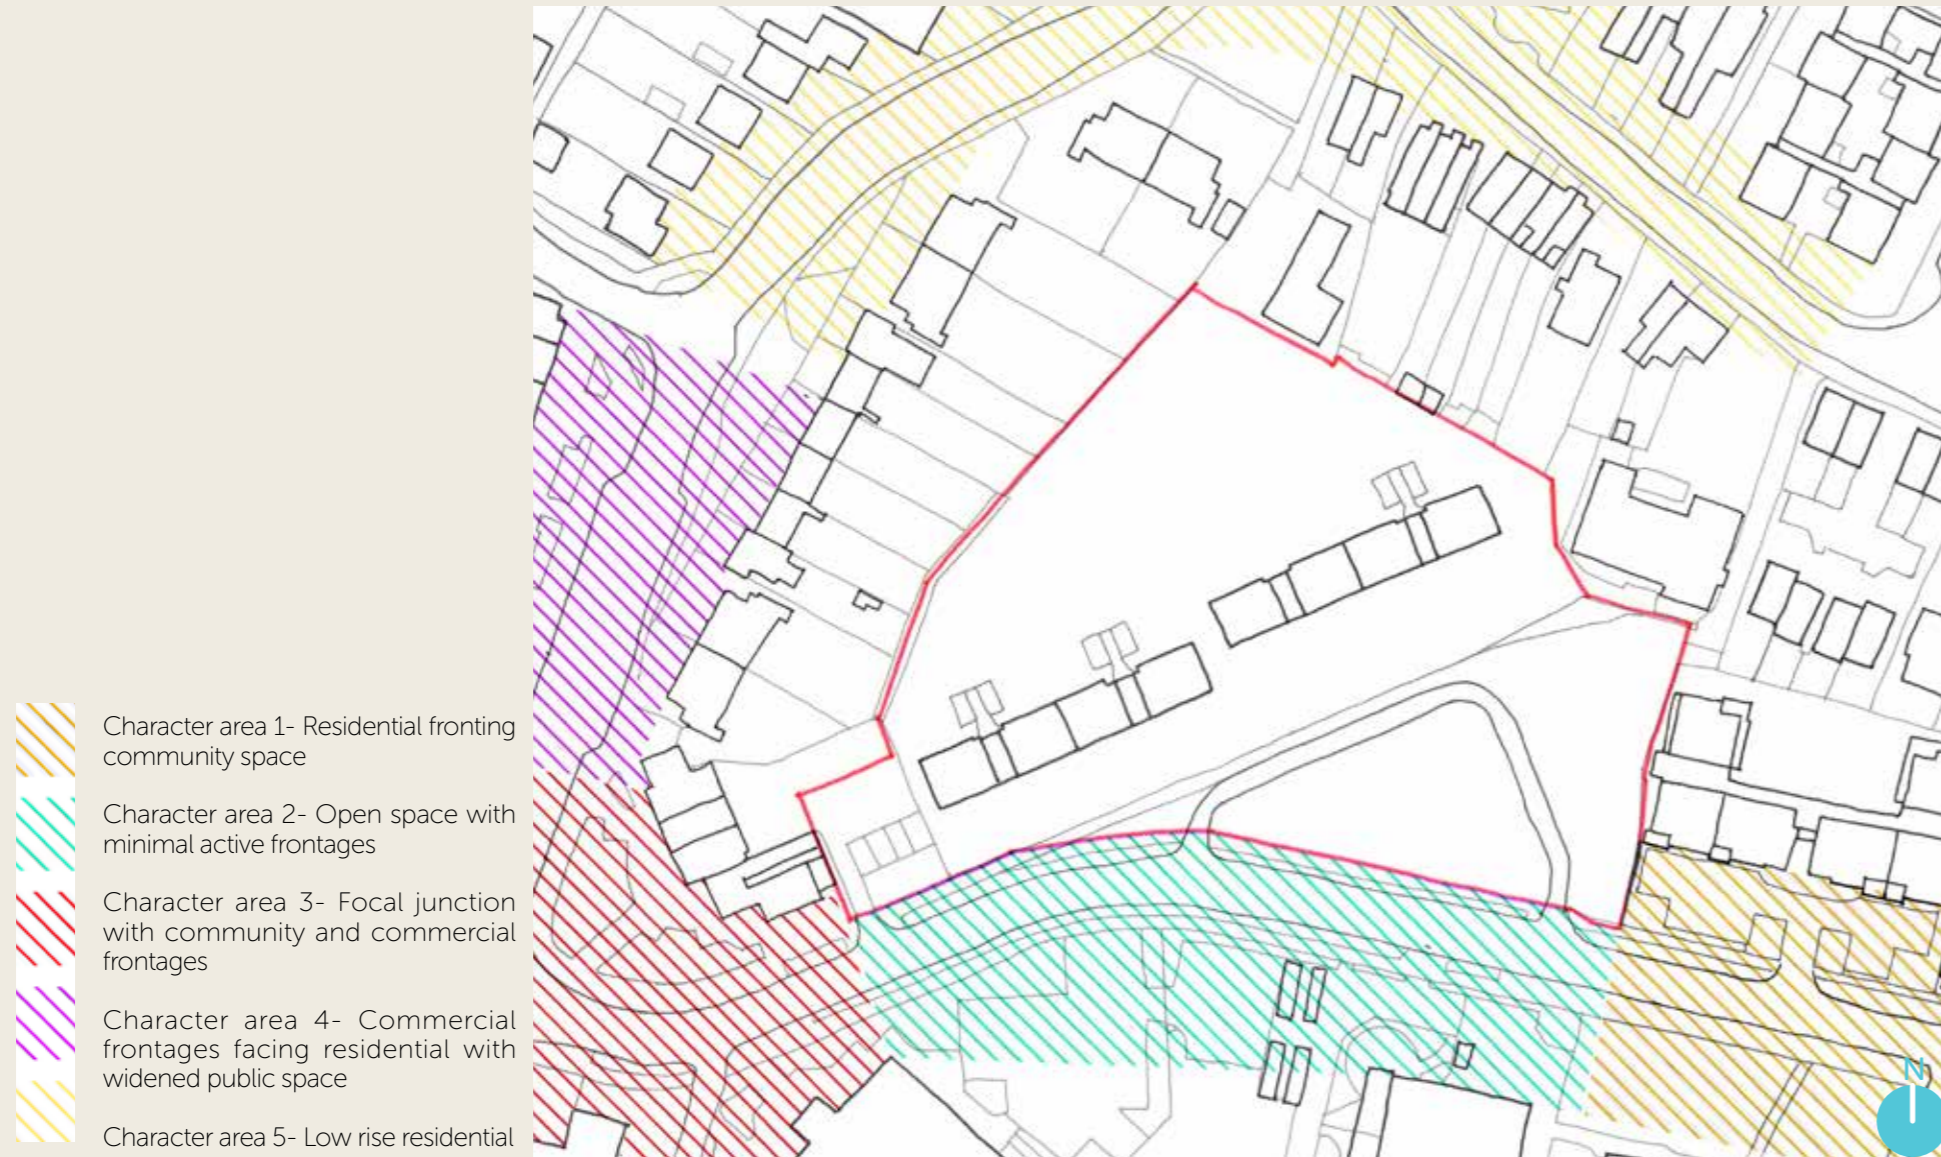 Character area 1- Residential fronting
community space
Character area 2- Open space with
minimal active frontages
Character area 3- Focal junction
with community and commercial
frontages
Character area 4- Commercial
frontages facing residential with
widened public space
Character area 5- Low rise residential
N